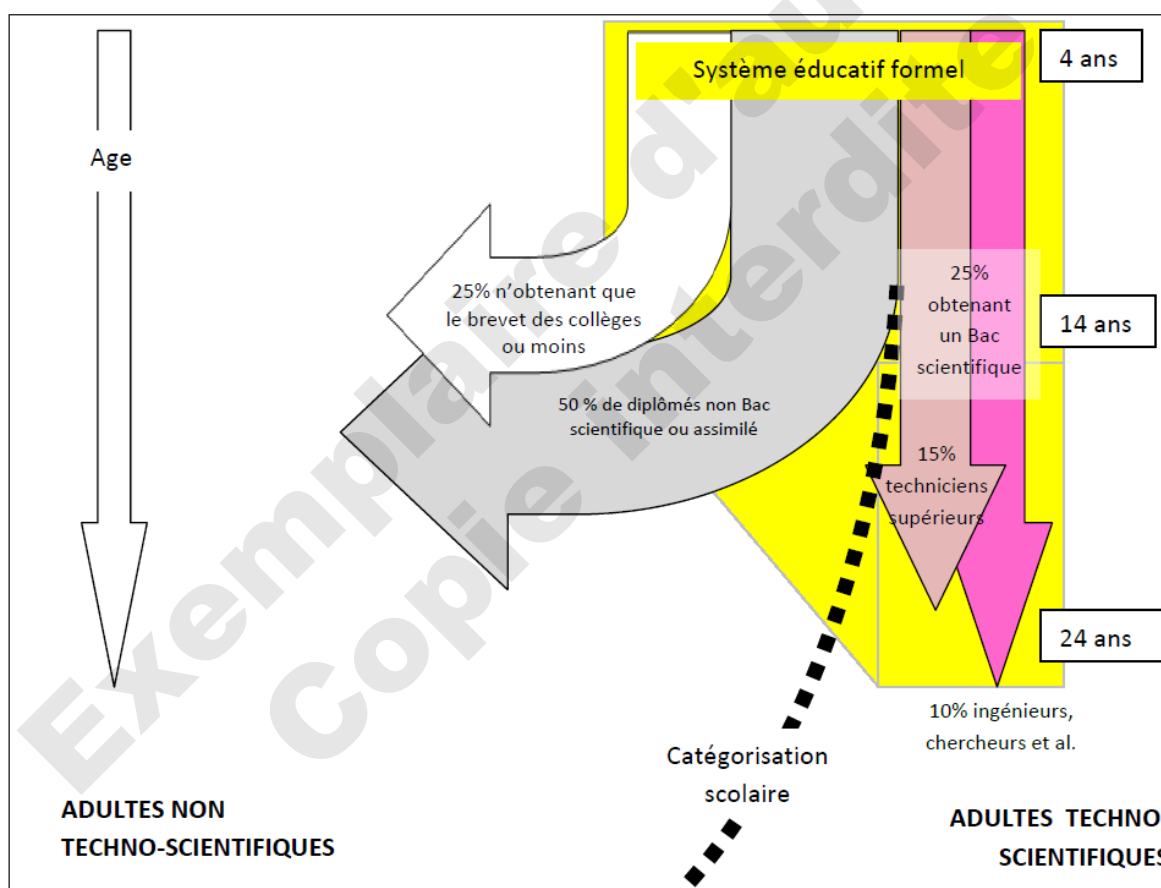 Système éducatif formel
4 ans
Age
25% n'obtenant que
le brevet des collèges
ou moins
25%
obtenant
un Bac
scientifique
14 ans
50 % de diplômés non Bac
scientifique ou assimilé
15%
techniciens
supérieurs
24 ans
10% ingénieurs,
chercheurs et al.
Catégorisation
scolaire
ADULTES NON
TECHNO-SCIENTIFIQUES
ADULTES TECHNO
SCIENTIFIQUES
Exemplaire d'au
Copie interdite